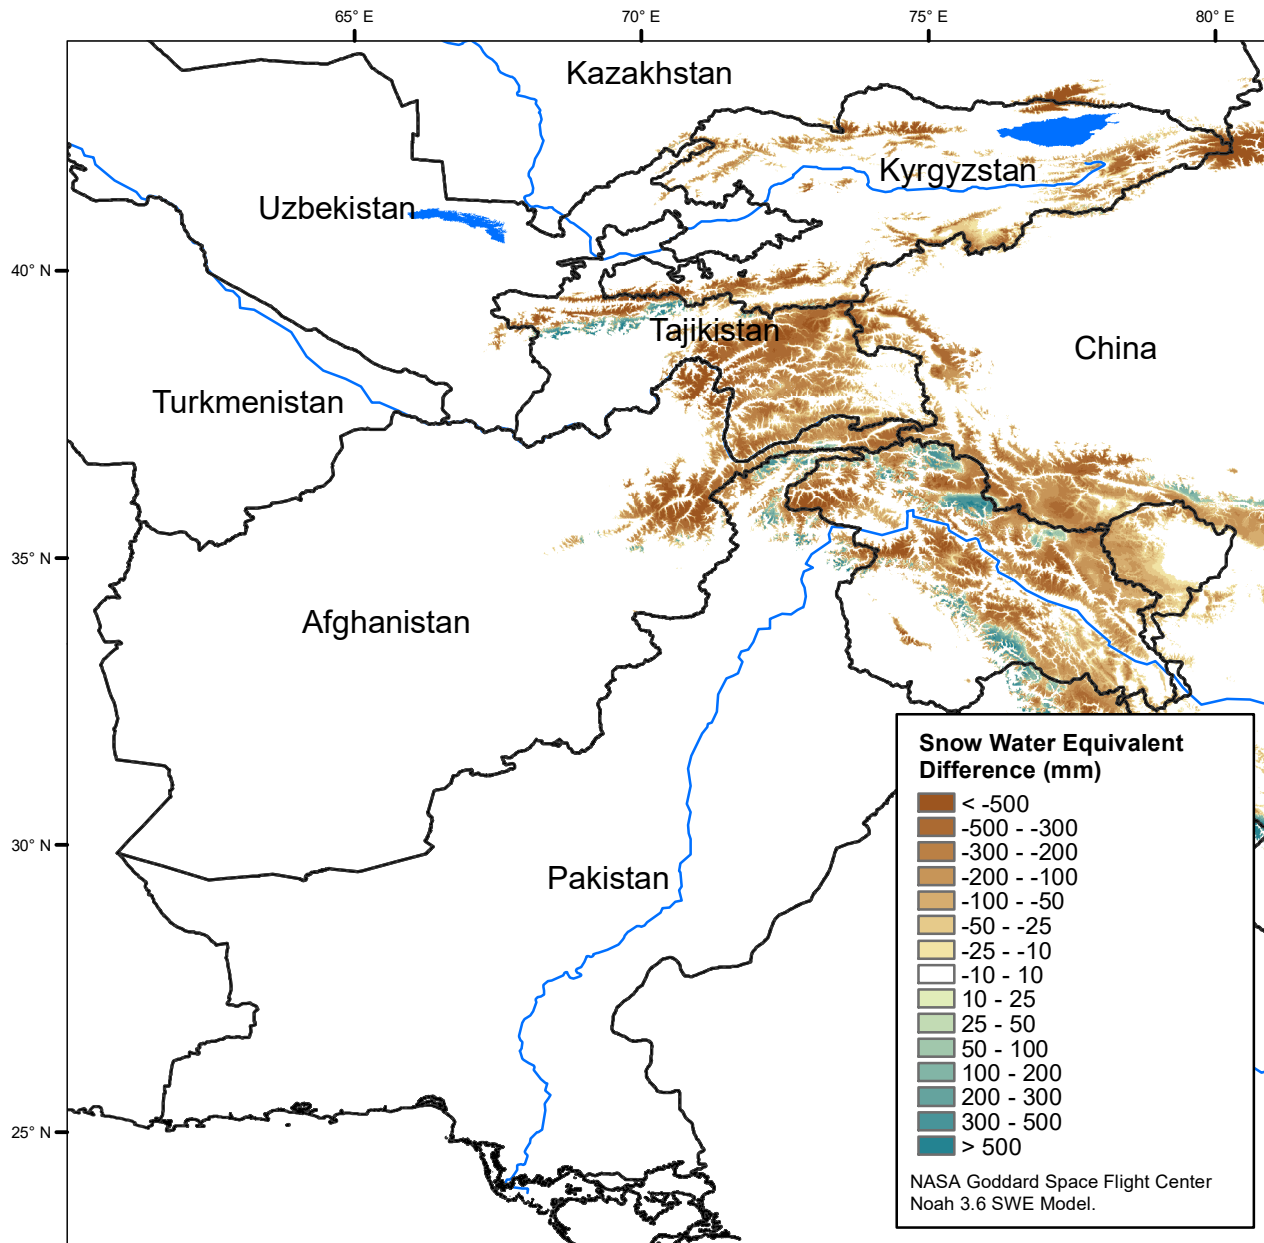 65° E
70° E
75° E
80° E
Kazakhstan
Kyrgyzstan
Uzbekistan
40° N
Tajikistan
China
Turkmenistan
35° N
Afghanistan
Snow Water Equivalent
Difference (mm)
< -500
-500 - -300
-300 - -200
-200 - -100
-100 - -50
-50 - -25
-25 - -10
-10 - 10
10 - 25
25 - 50
50 - 100
100 - 200
200 - 300
300 - 500
> 500
NASA Goddard Space Flight Center
Noah 3.6 SWE Model.
30° N
Pakistan
25° N